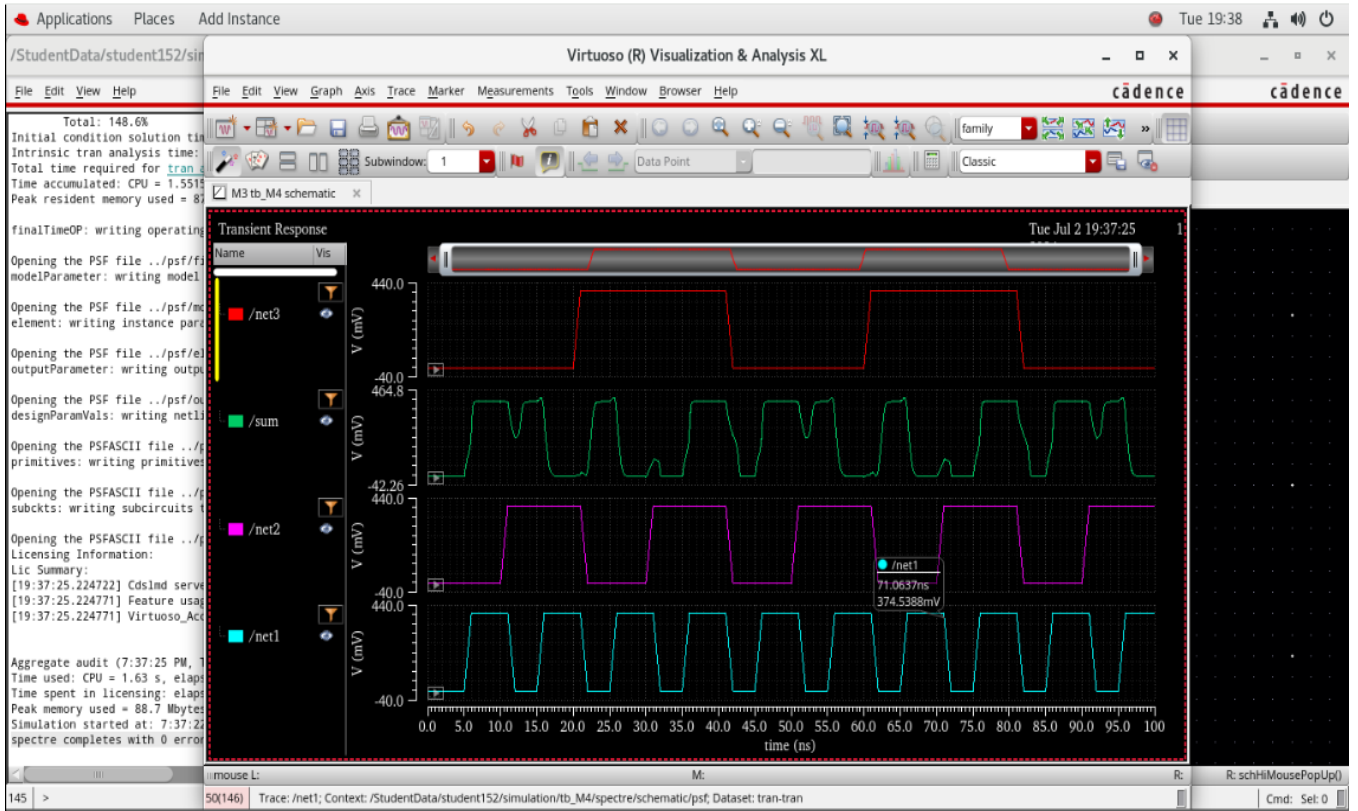 Applications Places Add Instance Tue 19:38
/StudentData/student152/sin
Virtuoso (R) Visualization & Analysis XL
File Edit View Help
File Edit View Graph Axis Trace Marker Measurements Tools Window Browser Help
cādence
cādence
family
Subwindow: 1
Data Point
Classic
M3 tb_M4 schematic
Total: 148.6%
Initial condition solution tim
Intrinsic tran analysis time:
Total time required for tran a
Time accumulated: CPU = 1.5515
Peak resident memory used = 87
finalTimeOP: writing operating
Opening the PSF file ../psf/fi
modelParameter: writing model
Opening the PSF file ../psf/mo
element: writing instance para
Opening the PSF file ../psf/el
outputParameter: writing outpu
Opening the PSF file ../psf/ou
designParamVals: writing netli
Opening the PSFASCII file ../p
primitives: writing primitives
Opening the PSFASCII file ../p
subckts: writing subcircuits t
Opening the PSFASCII file ../p
Licensing Information:
Lic Summary:
[19:37:25.224722] Cdslmd serve
[19:37:25.224771] Feature usag
[19:37:25.224771] Virtuoso_Acc
Aggregate audit (7:37:25 PM, T
Time used: CPU = 1.63 s, elaps
Time spent in licensing: elaps
Peak memory used = 88.7 Mbytes
Simulation started at: 7:37:22
spectre completes with 0 error
145 >
Transient Response
Tue Jul 2 19:37:25
1
Name Vis
/net3
440.0
V (mV)
-40.0
/sum
464.8
V (mV)
-42.26
/net2
440.0
V (mV)
-40.0
/net1
71.0637ns
374.5388mV
/net1
440.0
V (mV)
-40.0
0.0 5.0 10.0 15.0 20.0 25.0 30.0 35.0 40.0 45.0 50.0 55.0 60.0 65.0 70.0 75.0 80.0 85.0 90.0 95.0 100
time (ns)
mouse L: M: R:
R: schHiMousePopUp()
50(146) Trace: /net1; Context: /StudentData/student152/simulation/tb_M4/spectre/schematic/psf; Dataset: tran-tran
Cmd: Sel: 0